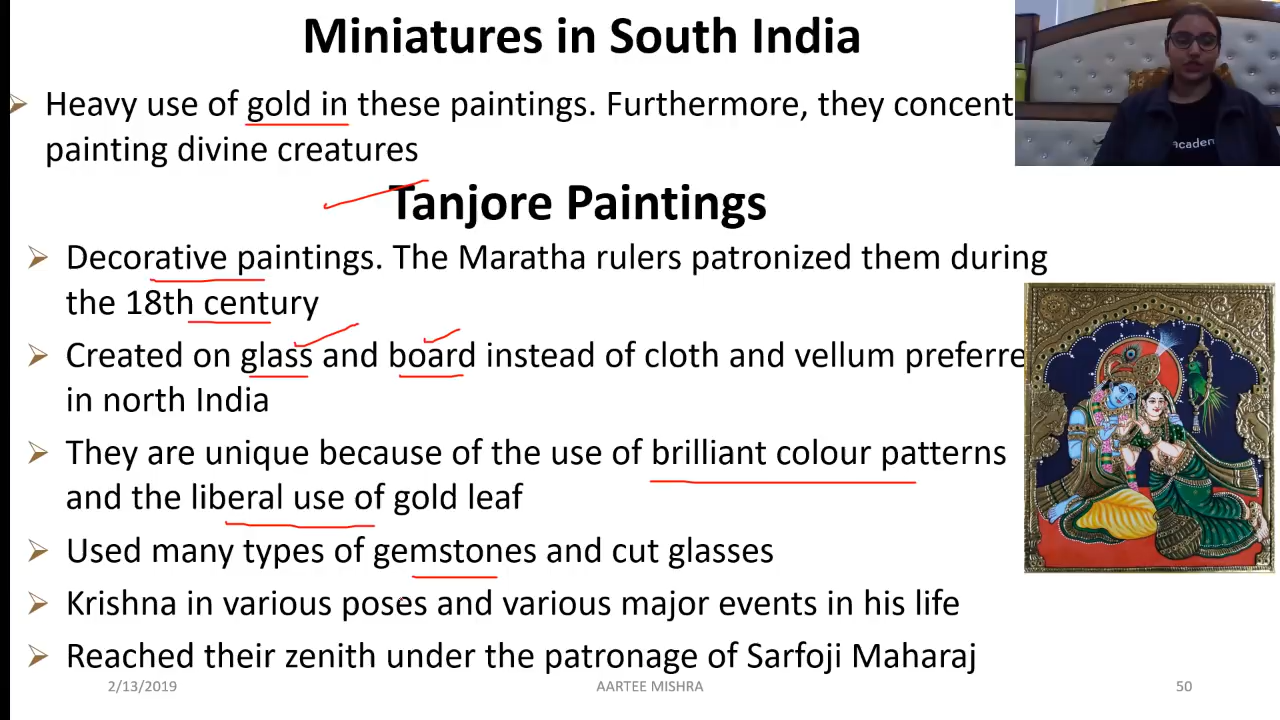 Miniatures in South India
Heavy use of gold in these paintings. Furthermore, they concent
painting divine creatures
Tanjore Paintings
Decorative paintings. The Maratha rulers patronized them during
the 18th century
Created on glass and board instead of cloth and vellum preferre
in north India
They are unique because of the use of brilliant colour patterns
and the liberal use of gold leaf
Used many types of gemstones and cut glasses
Krishna in various poses and various major events in his life
Reached their zenith under the patronage of Sarfoji Maharaj
2/13/2019
AARTEE MISHRA
50
academ